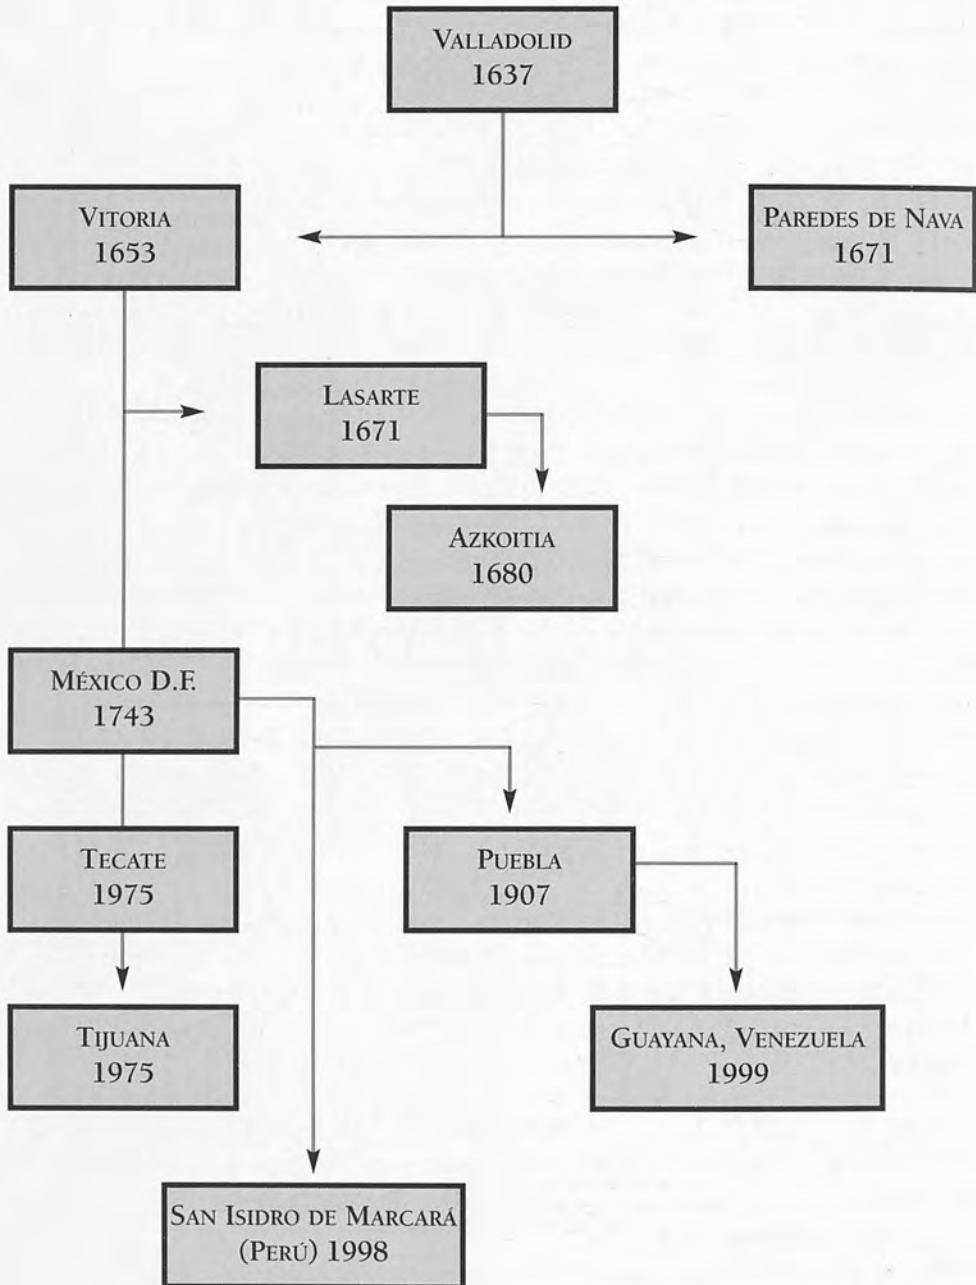 VALLADOLID
1637
VITORIA
1653
PAREDES DE NAVA
1671
LASARTE
1671
AZKOITIA
1680
MÉXICO D.F.
1743
TECATE
1975
PUEBLA
1907
TIJUANA
1975
GUAYANA, VENEZUELA
1999
SAN ISIDRO DE MARCARÁ
(PERÚ) 1998